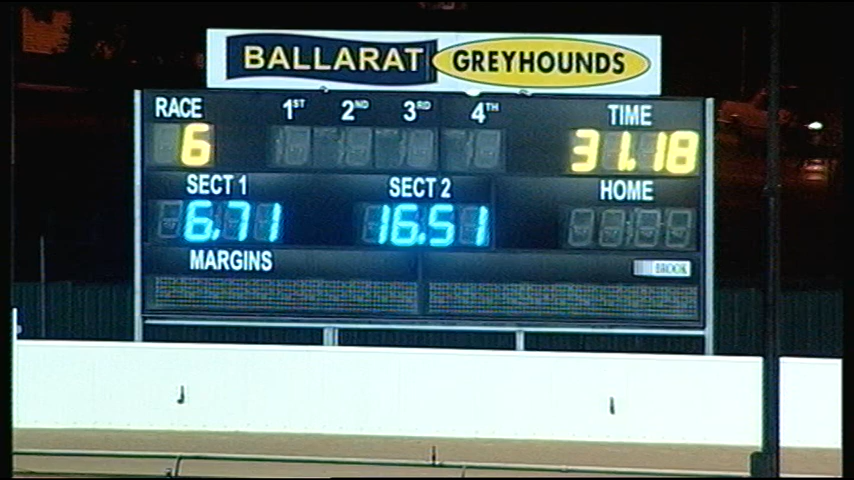 BALLARAT GREYHOUNDS
RACE 1ST 2ND 3RD 4TH TIME
6 31.18
SECT 1 SECT 2 HOME
6.71 16.51
MARGINS
BROOK